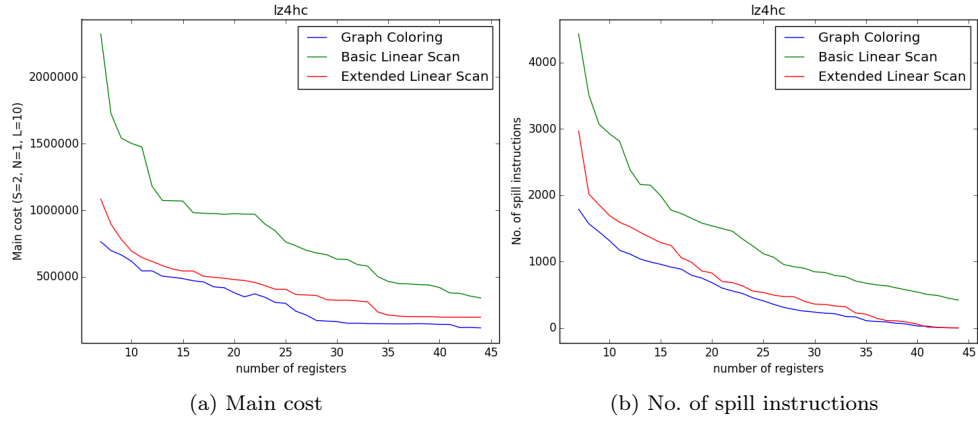 lz4hc
Graph Coloring
Basic Linear Scan
Extended Linear Scan
Main cost (S=2, N=1, L=10)
2000000
1500000
1000000
500000
10 15 20 25 30 35 40 45
number of registers
(a) Main cost
lz4hc
Graph Coloring
Basic Linear Scan
Extended Linear Scan
No. of spill instructions
4000
3000
2000
1000
0
10 15 20 25 30 35 40 45
number of registers
(b) No. of spill instructions